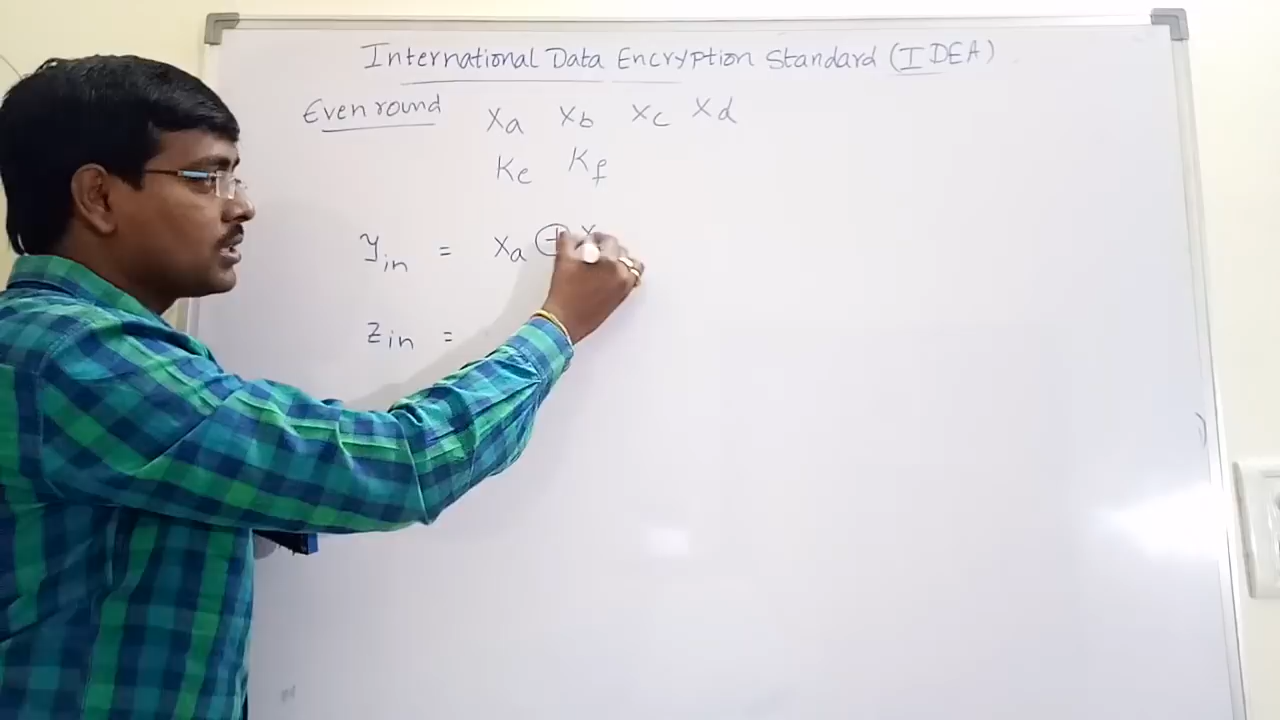 International Data Encryption Standard (IDEA)
Even round Xa Xb Xc Xd
Ke Kf
Yin = Xa ⊕ X
Zin =